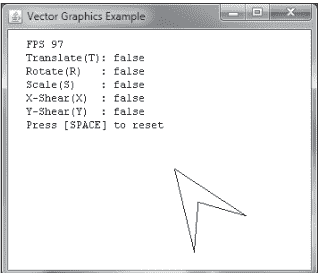 Vector Graphics Example
FPS 97
Translate(T): false
Rotate(R)   : false
Scale(S)    : false
X-Shear(X)  : false
Y-Shear(Y)  : false
Press [SPACE] to reset